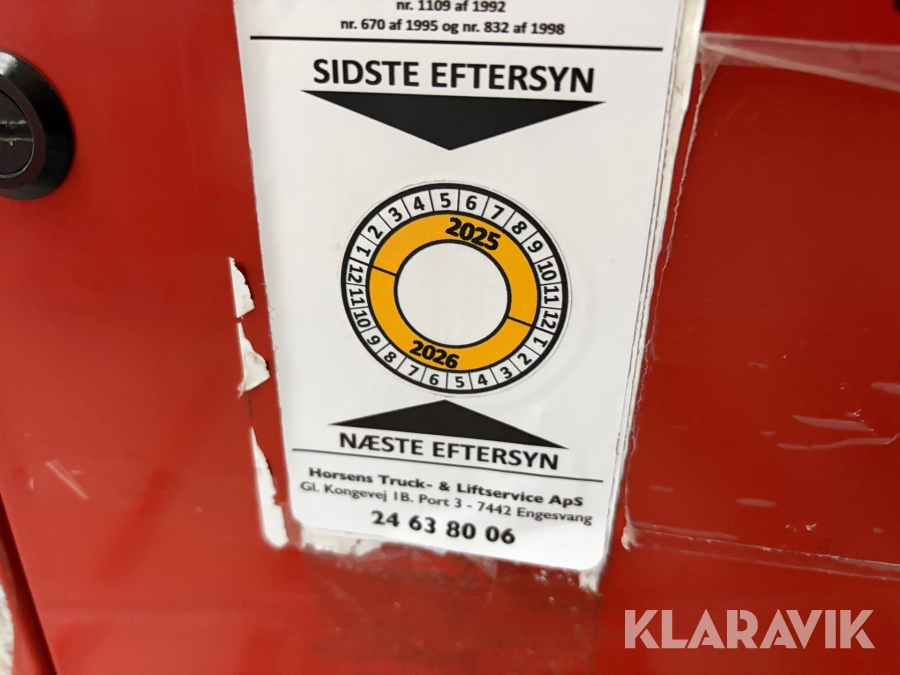 nr. 1109 af 1992
nr. 670 af 1995 og nr. 832 af 1998
SIDSTE EFTERSYN
1 2 3 4 5 6 7 8 9 10 11 12
2025
2026
12 11 10 9 8 7 6 5 4 3 2 1
NÆSTE EFTERSYN
Horsens Truck- & Liftservice ApS
Gl. Kongevej 1B. Port 3 - 7442 Engesvang
24 63 80 06
KLARAVIK